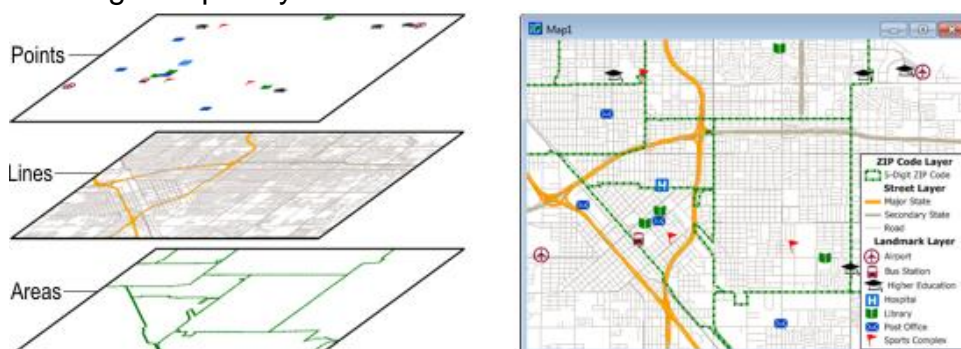 Points
Lines
Areas
Map1
ZIP Code Layer
5-Digit ZIP Code
Street Layer
Major State
Secondary State
Road
Landmark Layer
Airport
Bus Station
Higher Education
H Hospital
Library
Post Office
Sports Complex
H